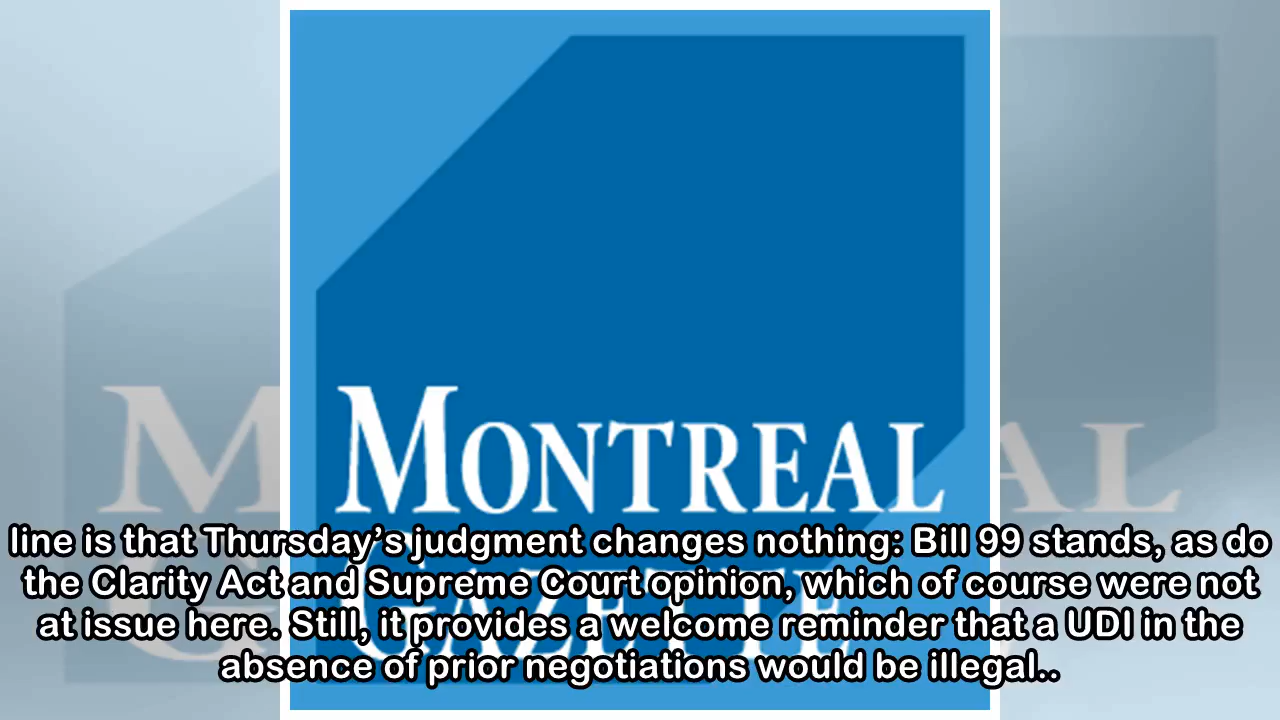 MONTREAL
GAZETTE
line is that Thursday’s judgment changes nothing: Bill 99 stands, as do
the Clarity Act and Supreme Court opinion, which of course were not
at issue here. Still, it provides a welcome reminder that a UDI in the
absence of prior negotiations would be illegal..